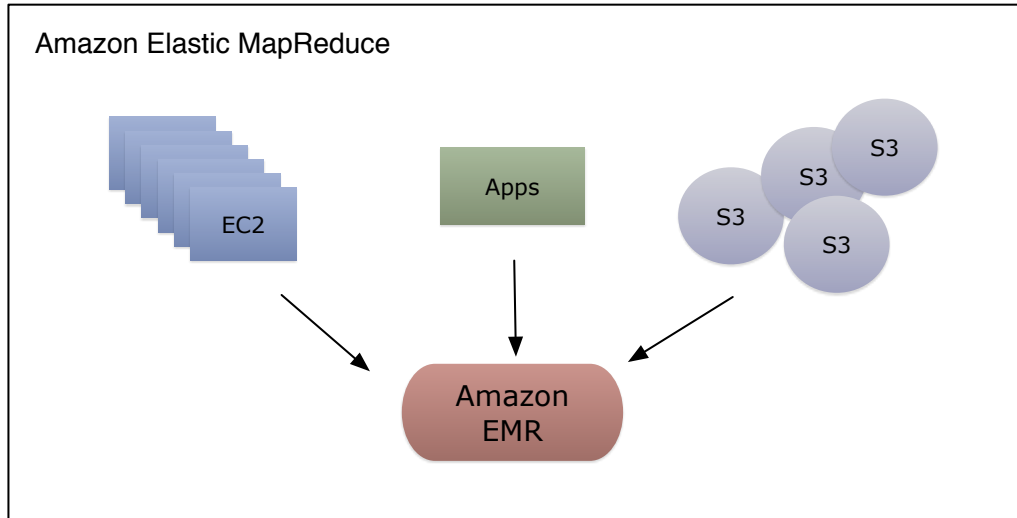 Amazon Elastic MapReduce
EC2
Apps
S3
S3
S3
S3
Amazon
EMR